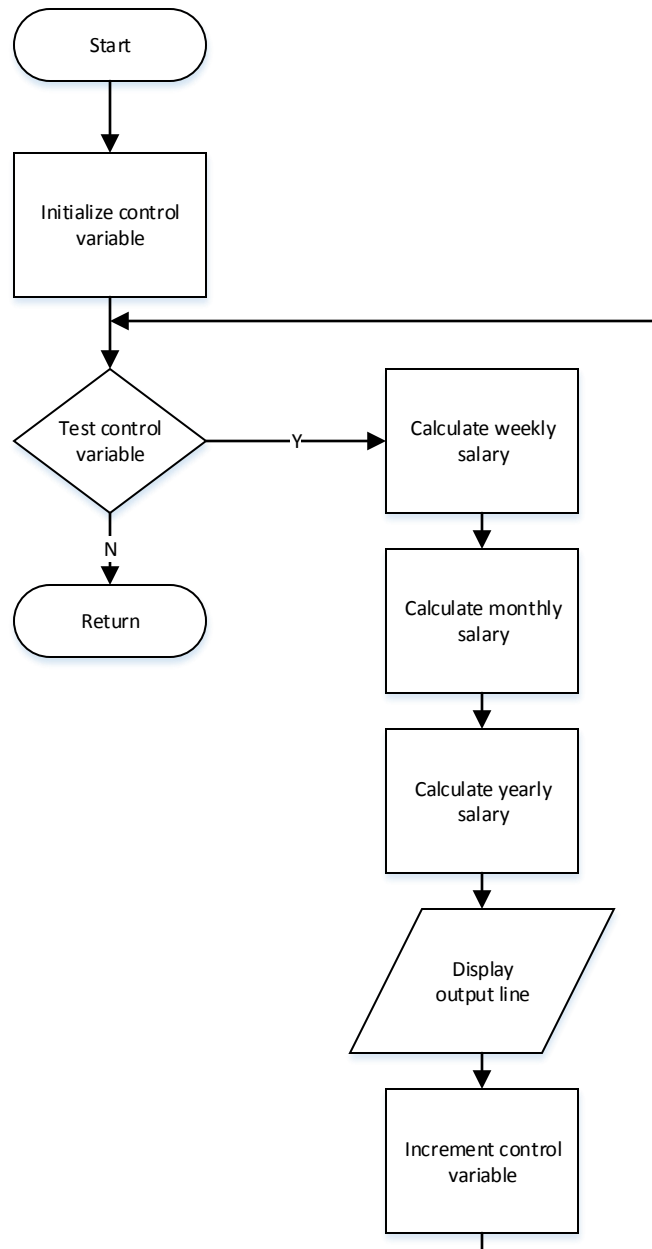 Start
Initialize control
variable
Test control
variable
Y
Calculate weekly
salary
N
Return
Calculate monthly
salary
Calculate yearly
salary
Display
output line
Increment control
variable